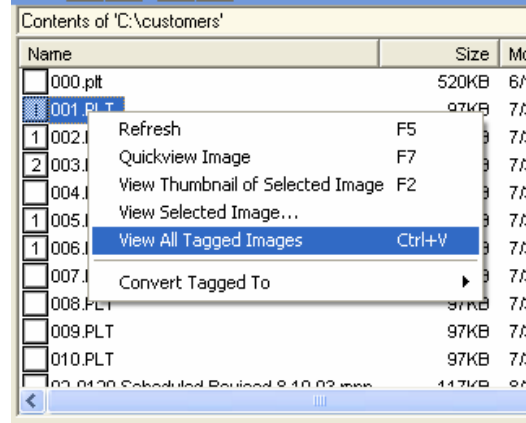 Contents of 'C:\customers'
Name Size
000.plt 520KB
001.PLT 97KB
Refresh F5
1 002.
Quickview Image F7
2 003.
View Thumbnail of Selected Image F2
004.
View Selected Image...
1 005.
View All Tagged Images Ctrl+V
1 006.
007.
Convert Tagged To
008.PLT 97KB
009.PLT 97KB
010.PLT 97KB